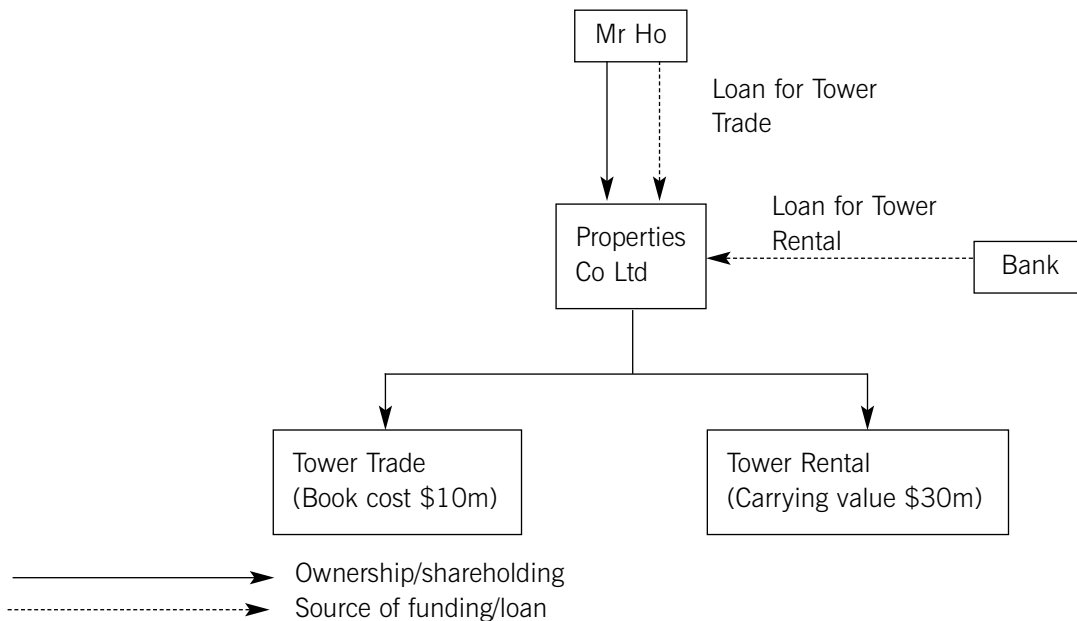 Mr Ho
Loan for Tower
Trade
Loan for Tower
Rental
Properties
Co Ltd
Bank
Tower Trade
(Book cost $10m)
Tower Rental
(Carrying value $30m)
Ownership/shareholding
Source of funding/loan